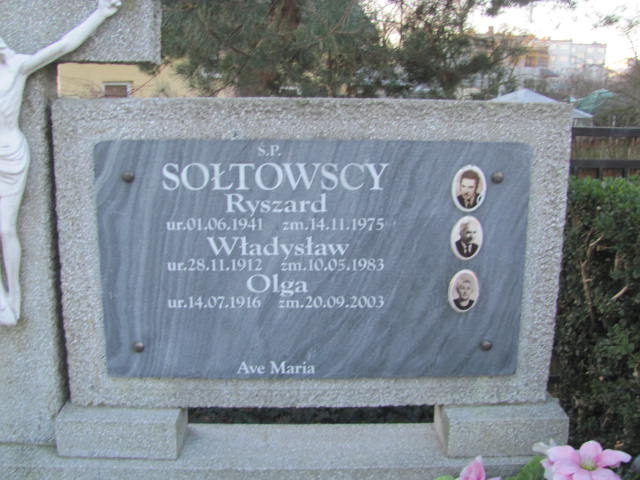 Ś.P.
SOŁTOWSCY
Ryszard
ur.01.06.1941 zm.14.11.1975
Władysław
ur.28.11.1912 zm.10.05.1983
Olga
ur.14.07.1916 zm.20.09.2003
Ave Maria